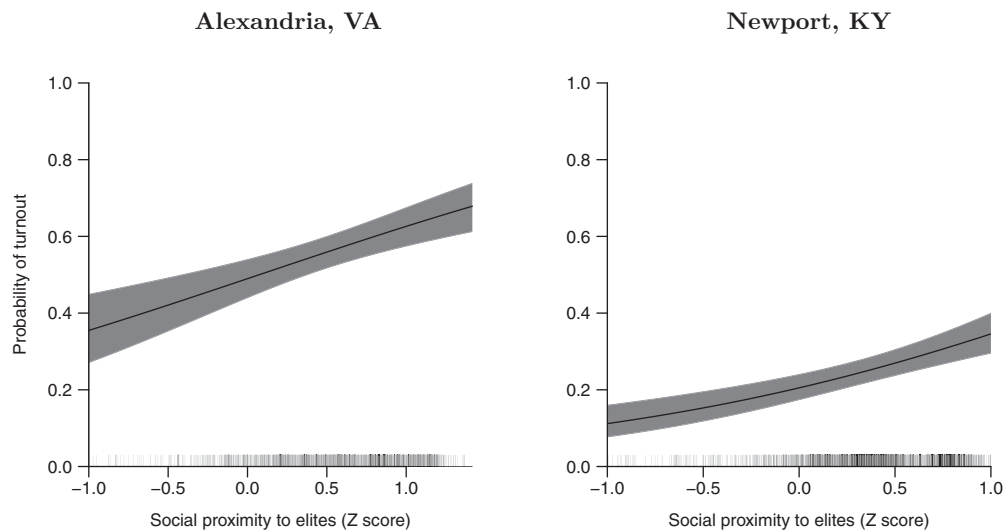 Alexandria, VA
Newport, KY
1.0
0.8
0.6
0.4
0.2
0.0
Probability of turnout
−1.0 −0.5 0.0 0.5 1.0
Social proximity to elites (Z score)
1.0
0.8
0.6
0.4
0.2
0.0
−1.0 −0.5 0.0 0.5 1.0
Social proximity to elites (Z score)